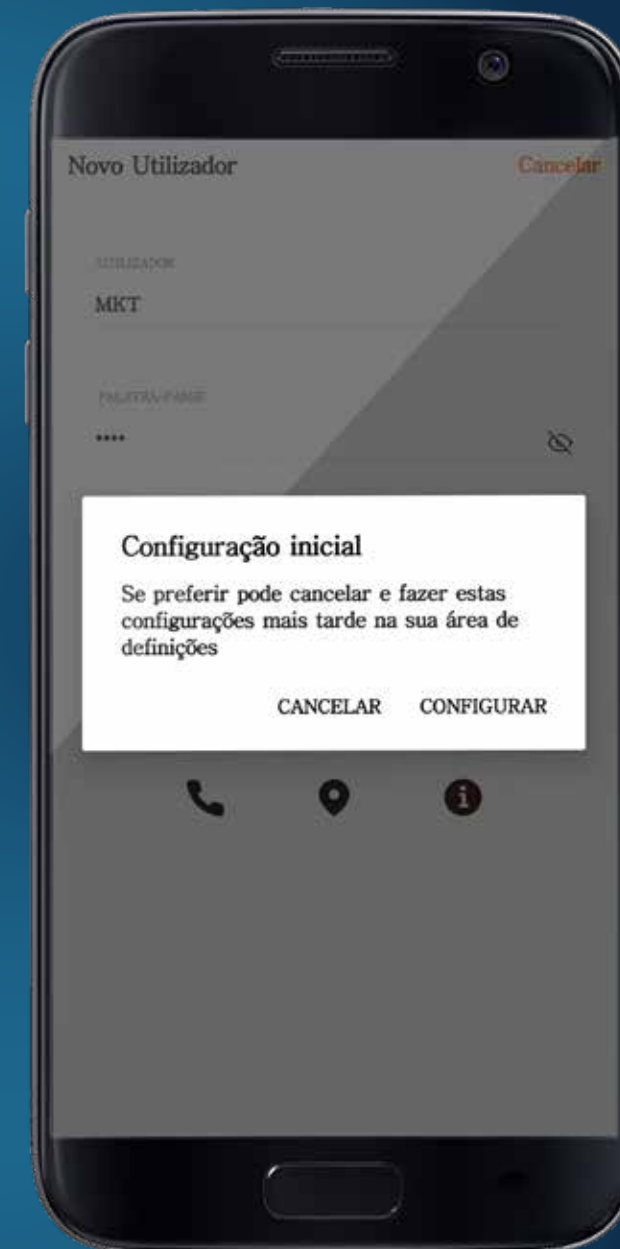 Novo Utilizador
Cancelar
UTILIZADOR
MKT
PALAVRA-PASSE
••••
Configuração inicial
Se preferir pode cancelar e fazer estas
configurações mais tarde na sua área de
definições
CANCELAR CONFIGURAR